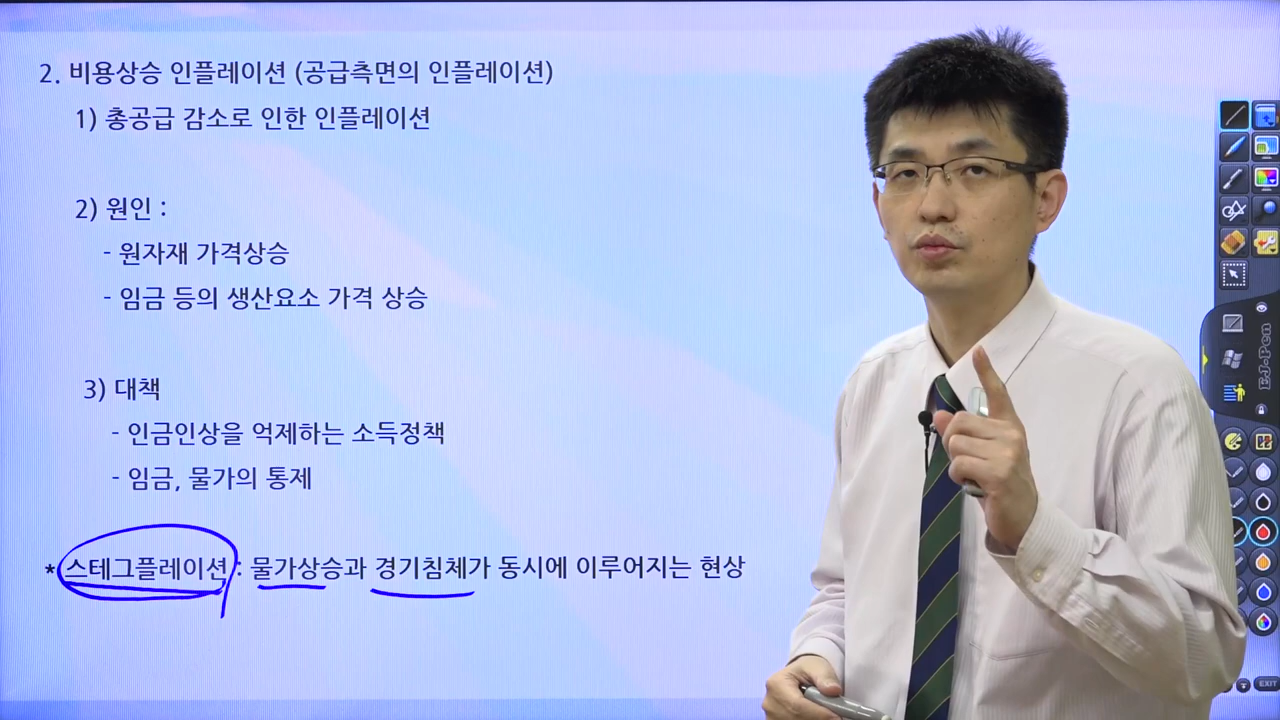 2. 비용상승 인플레이션 (공급측면의 인플레이션)
1) 총공급 감소로 인한 인플레이션
2) 원인 :
- 원자재 가격상승
- 임금 등의 생산요소 가격 상승
3) 대책
- 인금인상을 억제하는 소득정책
- 임금, 물가의 통제
* 스테그플레이션 : 물가상승과 경기침체가 동시에 이루어지는 현상
EJ-Pen
EXIT